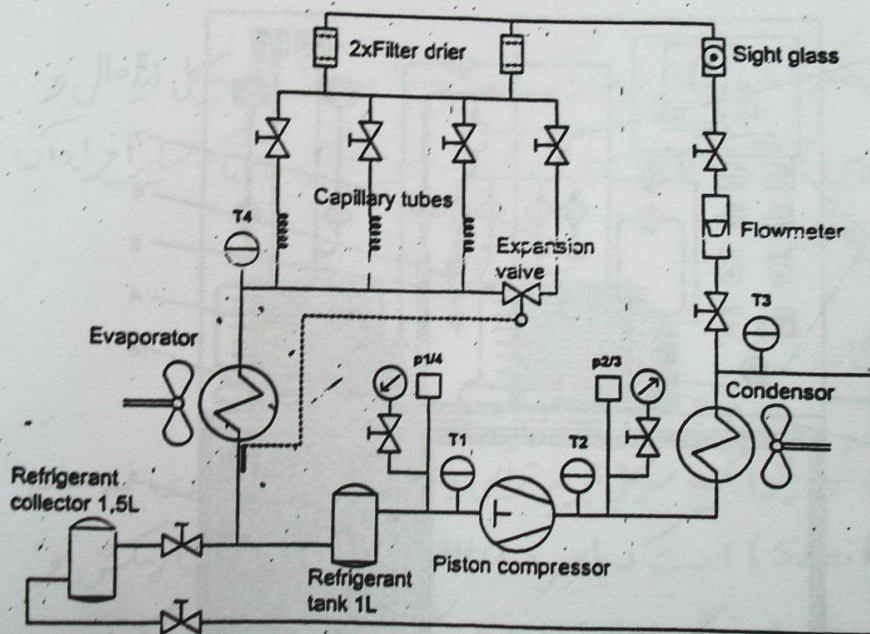 2xFilter drier
Sight glass
Capillary tubes
T4
Expansion
valve
Flowmeter
T3
Evaporator
p1/4
p2/3
Condensor
T1
T2
Refrigerant
collector 1,5L
Refrigerant
tank 1L
Piston compressor